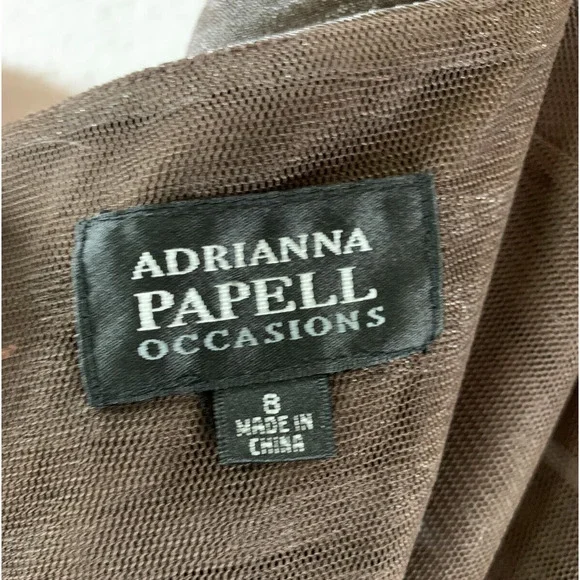 ADRIANNA
PAPELL
OCCASIONS
8
MADE IN
CHINA